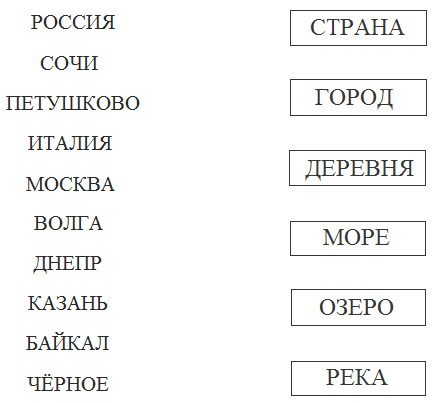 РОССИЯ
СОЧИ
ПЕТУШКОВО
ИТАЛИЯ
МОСКВА
ВОЛГА
ДНЕПР
КАЗАНЬ
БАЙКАЛ
ЧЁРНОЕ
СТРАНА
ГОРОД
ДЕРЕВНЯ
МОРЕ
ОЗЕРО
РЕКА